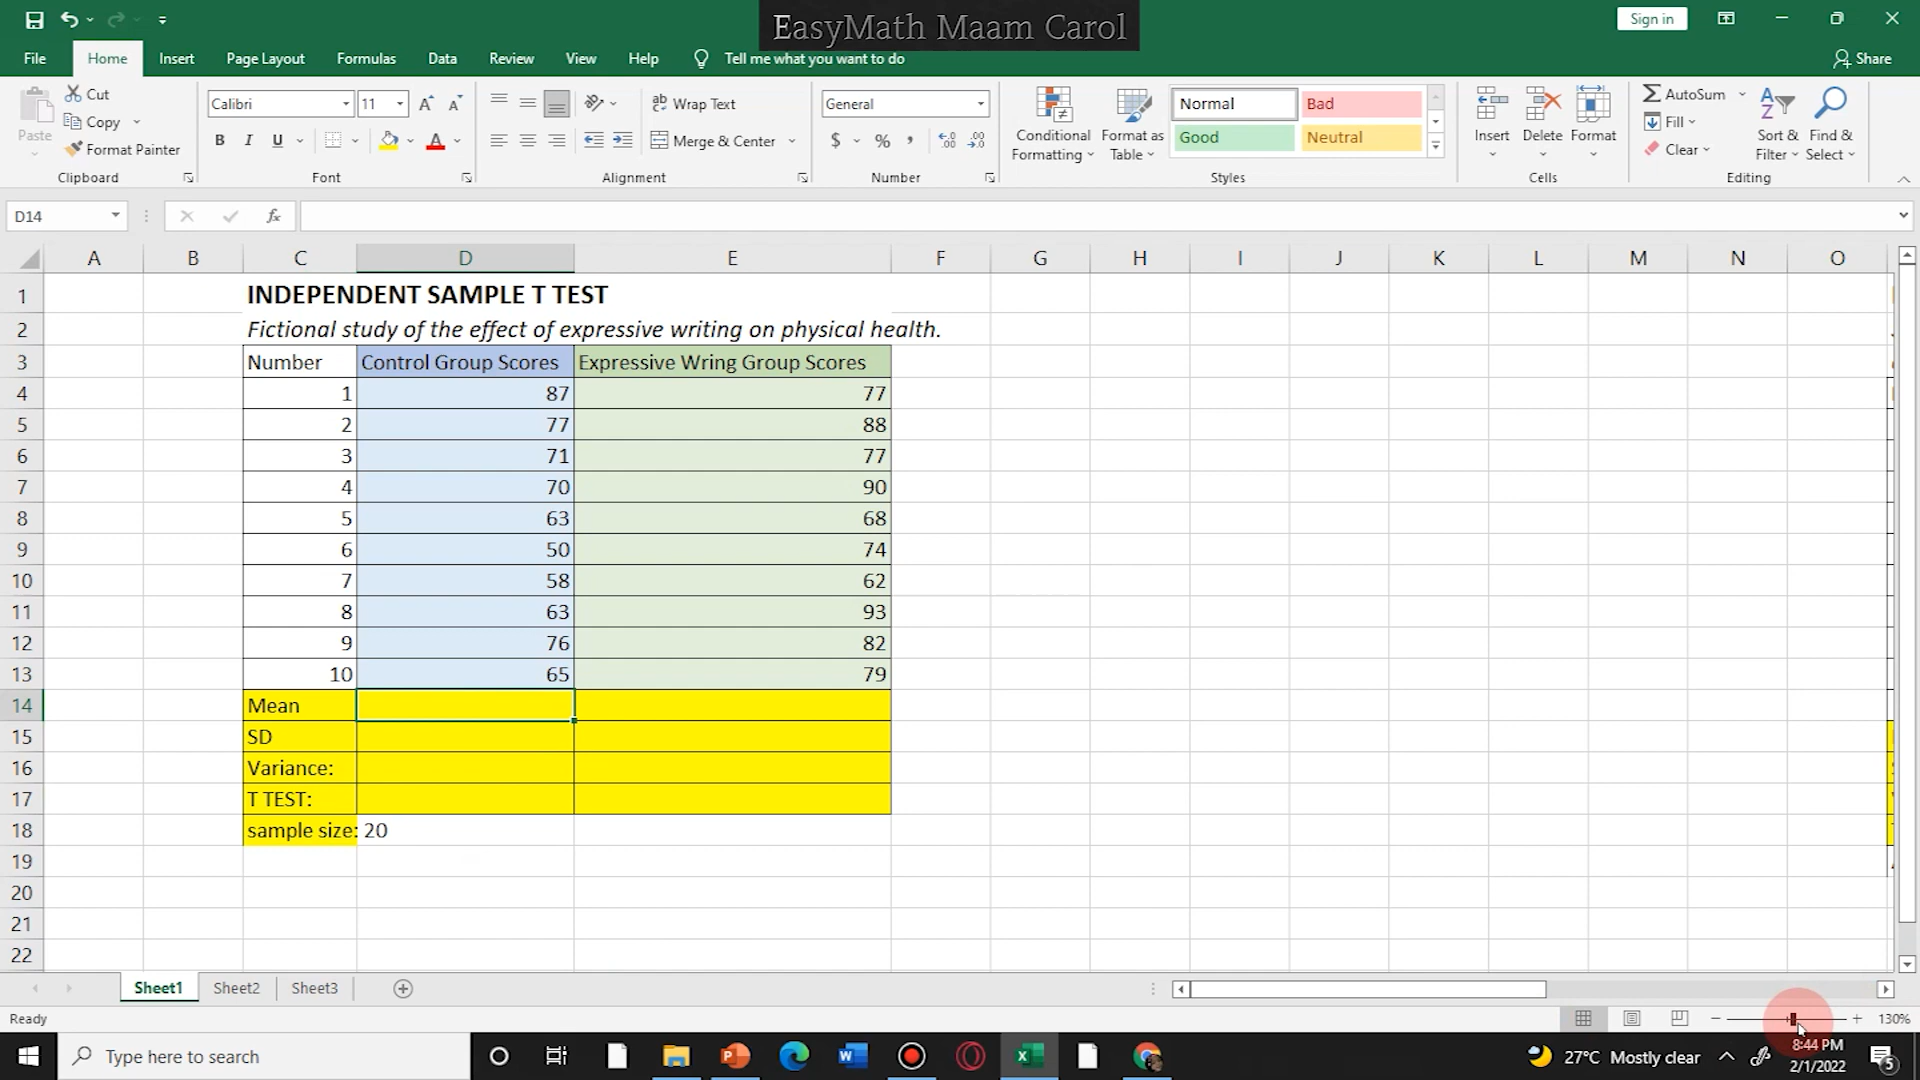 EasyMath Maam Carol
Sign in
File Home Insert Page Layout Formulas Data Review View Help Tell me what you want to do Share
Paste
Cut
Copy
Format Painter
Clipboard
Calibri 11
B I U
Font
Wrap Text
Merge & Center
Alignment
General
$ % ,
Number
Conditional Formatting
Format as Table
Normal Bad
Good Neutral
Styles
Insert Delete Format
Cells
AutoSum
Fill
Clear
Sort & Filter
Find & Select
Editing
D14 fx
A B C D E F G H I J K L M N O
1 INDEPENDENT SAMPLE T TEST
2 Fictional study of the effect of expressive writing on physical health.
3 Number Control Group Scores Expressive Wring Group Scores
4 1 87 77
5 2 77 88
6 3 71 77
7 4 70 90
8 5 63 68
9 6 50 74
10 7 58 62
11 8 63 93
12 9 76 82
13 10 65 79
14 Mean
15 SD
16 Variance:
17 T TEST:
18 sample size: 20
19
20
21
22
Sheet1 Sheet2 Sheet3
Ready 130%
Type here to search
27°C Mostly clear
8:44 PM
2/1/2022
5